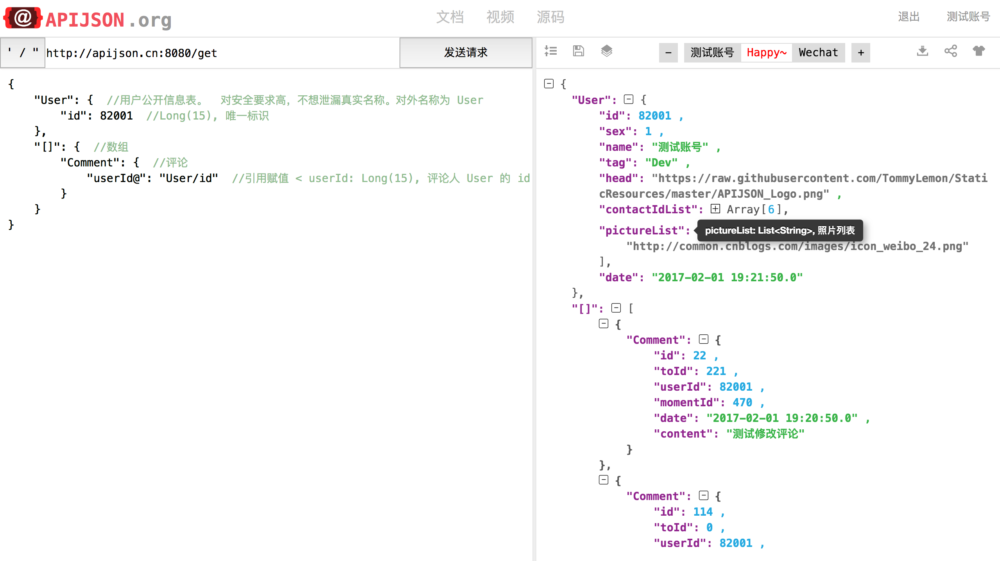 {@} APIJSON.org
文档 视频 源码
退出 测试账号
' / " http://apijson.cn:8080/get 发送请求
{
"User": { //用户公开信息表。 对安全要求高，不想泄漏真实名称。对外名称为 User
"id": 82001 //Long(15), 唯一标识
},
"[]": { //数组
"Comment": { //评论
"userId@": "User/id" //引用赋值 < userId: Long(15), 评论人 User 的 id
}
}
}
- 测试账号 Happy~ Wechat +
{
"User": {
"id": 82001 ,
"sex": 1 ,
"name": "测试账号" ,
"tag": "Dev" ,
"head": "https://raw.githubusercontent.com/TommyLemon/Stati
cResources/master/APIJSON_Logo.png" ,
"contactIdList": Array[6],
"pictureList": pictureList: List<String>, 照片列表
"http://common.cnblogs.com/images/icon_weibo_24.png"
],
"date": "2017-02-01 19:21:50.0"
},
"[]": [
{
"Comment": {
"id": 22 ,
"toId": 221 ,
"userId": 82001 ,
"momentId": 470 ,
"date": "2017-02-01 19:20:50.0" ,
"content": "测试修改评论"
}
},
{
"Comment": {
"id": 114 ,
"toId": 0 ,
"userId": 82001 ,